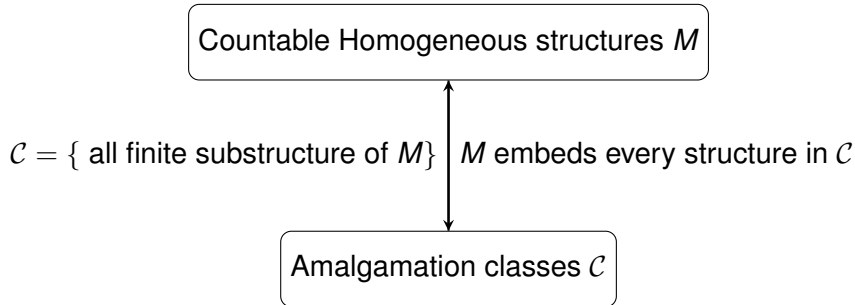 Countable Homogeneous structures M
𝒞 = { all finite substructure of M} M embeds every structure in 𝒞
Amalgamation classes 𝒞